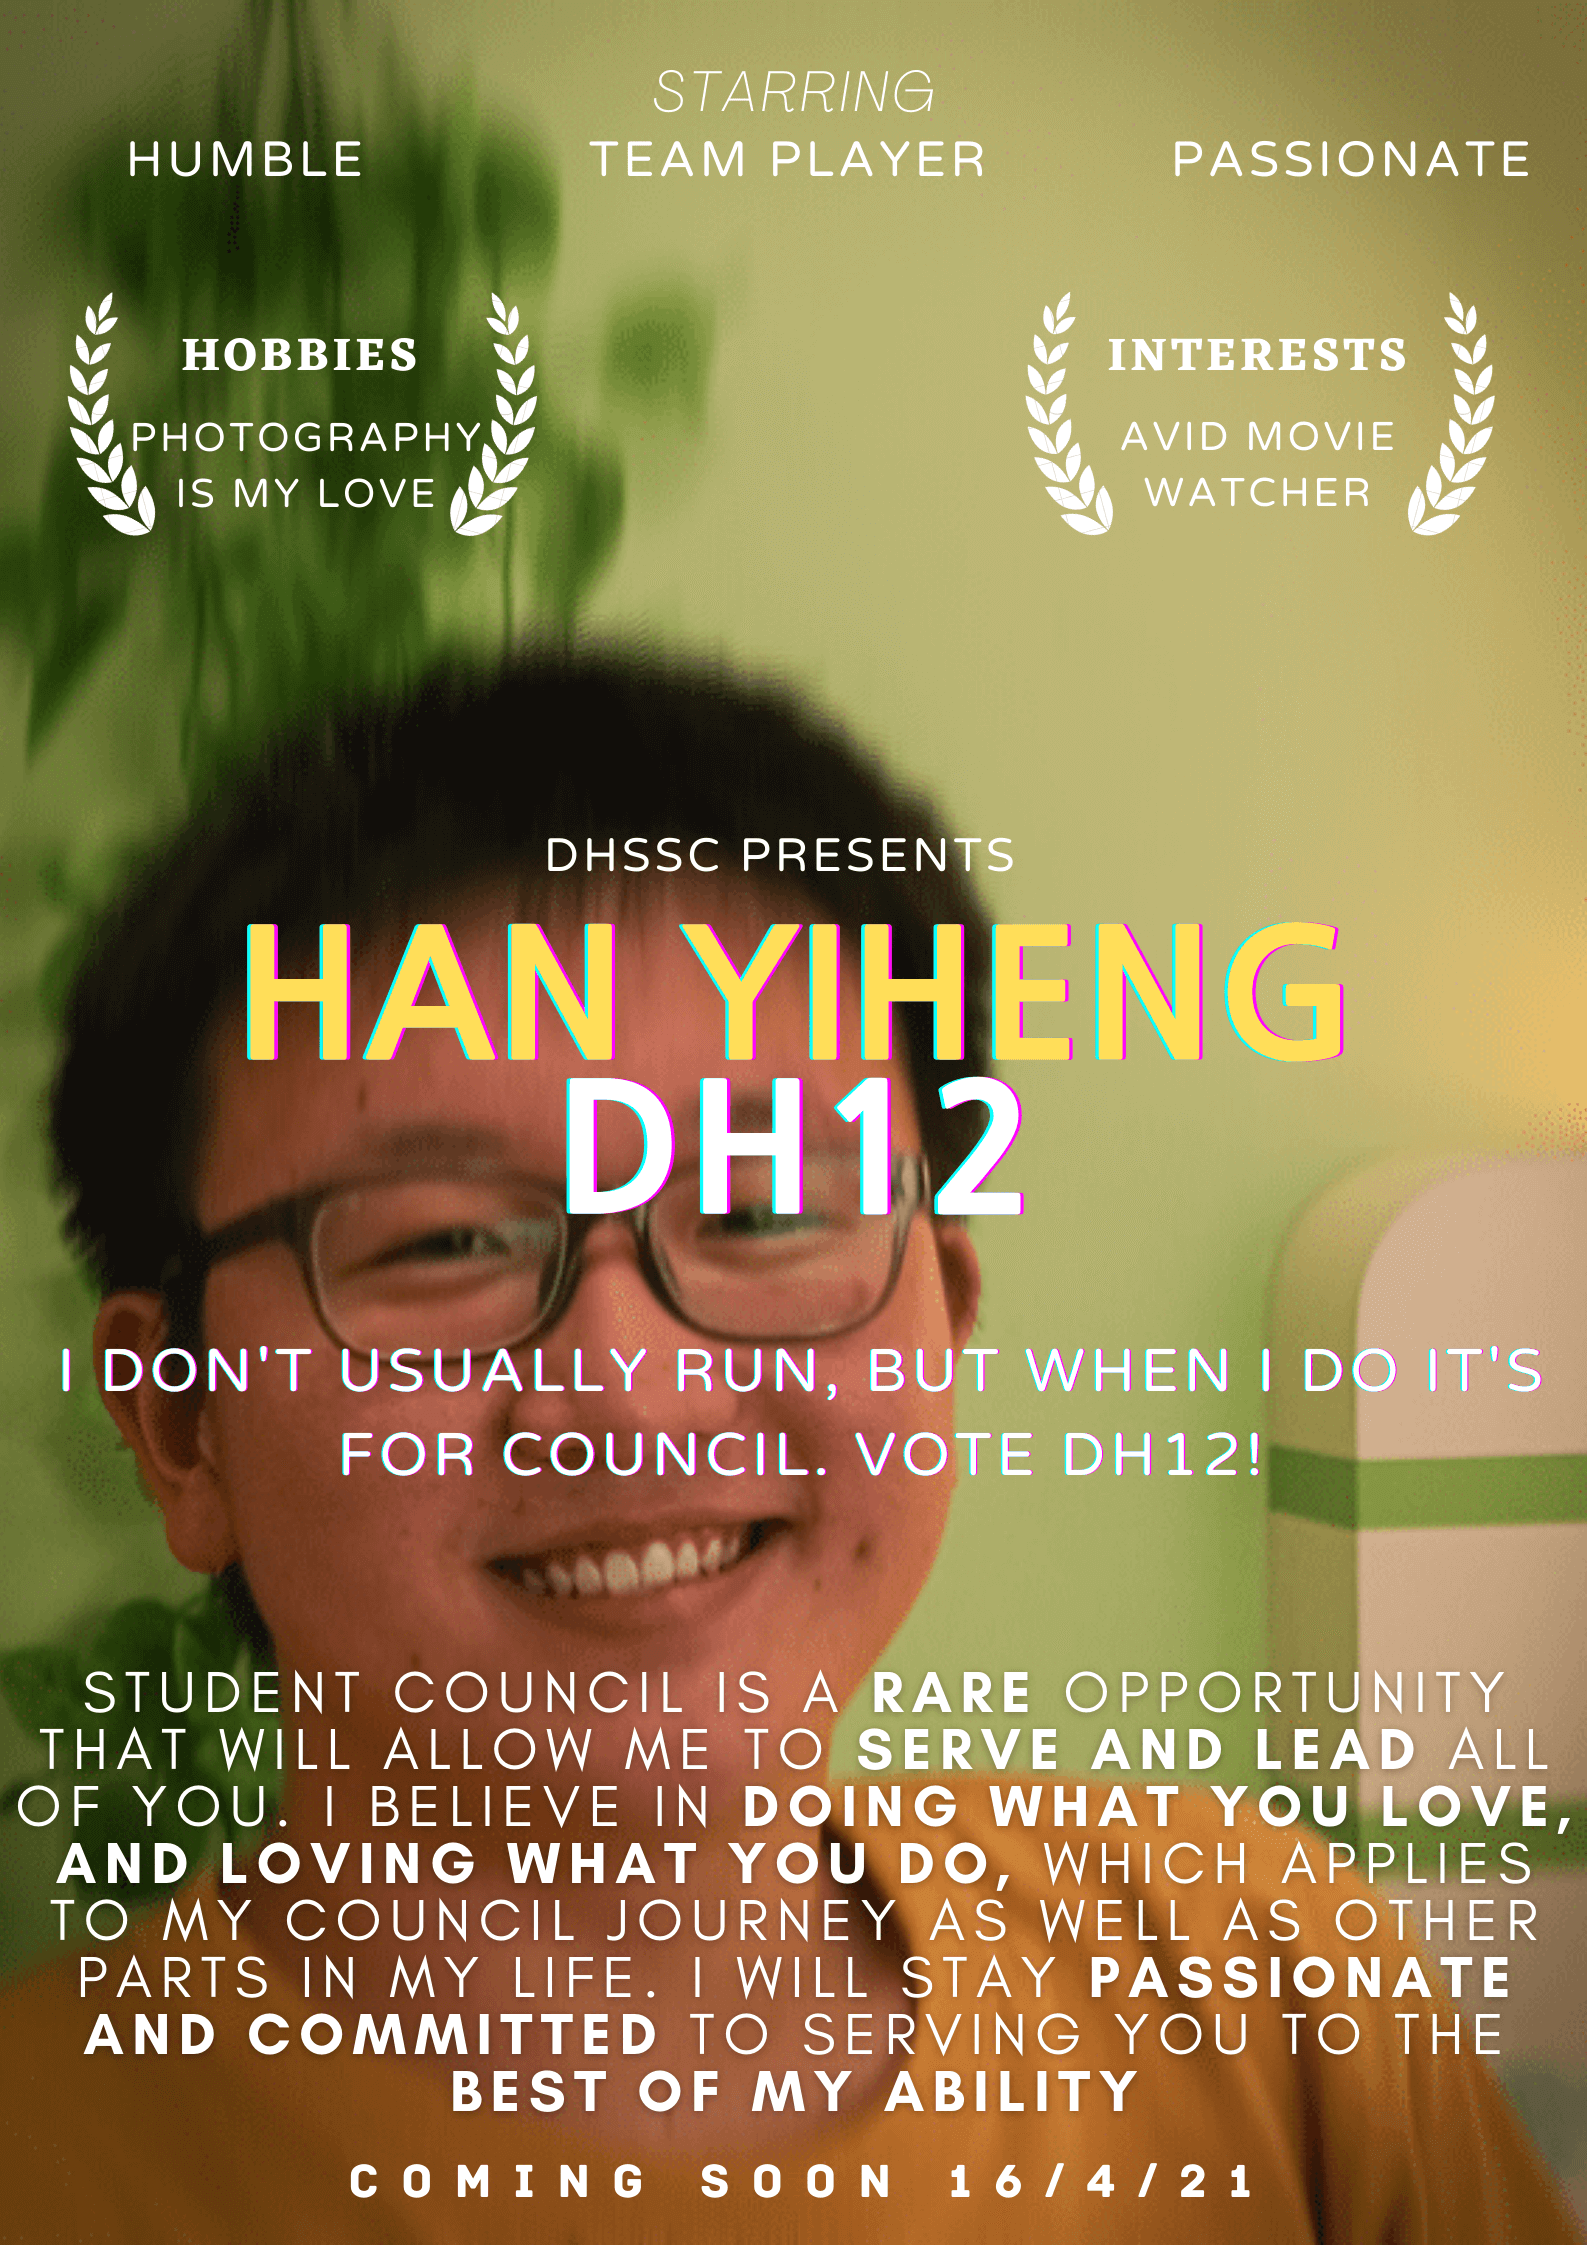 STARRING
HUMBLE
TEAM PLAYER
PASSIONATE
HOBBIES
PHOTOGRAPHY
IS MY LOVE
INTERESTS
AVID MOVIE
WATCHER
DHSSC PRESENTS
HAN YIHENG
DH12
I DON'T USUALLY RUN, BUT WHEN I DO IT'S
FOR COUNCIL. VOTE DH12!
STUDENT COUNCIL IS A RARE OPPORTUNITY
THAT WILL ALLOW ME TO SERVE AND LEAD ALL
OF YOU. I BELIEVE IN DOING WHAT YOU LOVE,
AND LOVING WHAT YOU DO, WHICH APPLIES
TO MY COUNCIL JOURNEY AS WELL AS OTHER
PARTS IN MY LIFE. I WILL STAY PASSIONATE
AND COMMITTED TO SERVING YOU TO THE
BEST OF MY ABILITY
COMING SOON 16/4/21